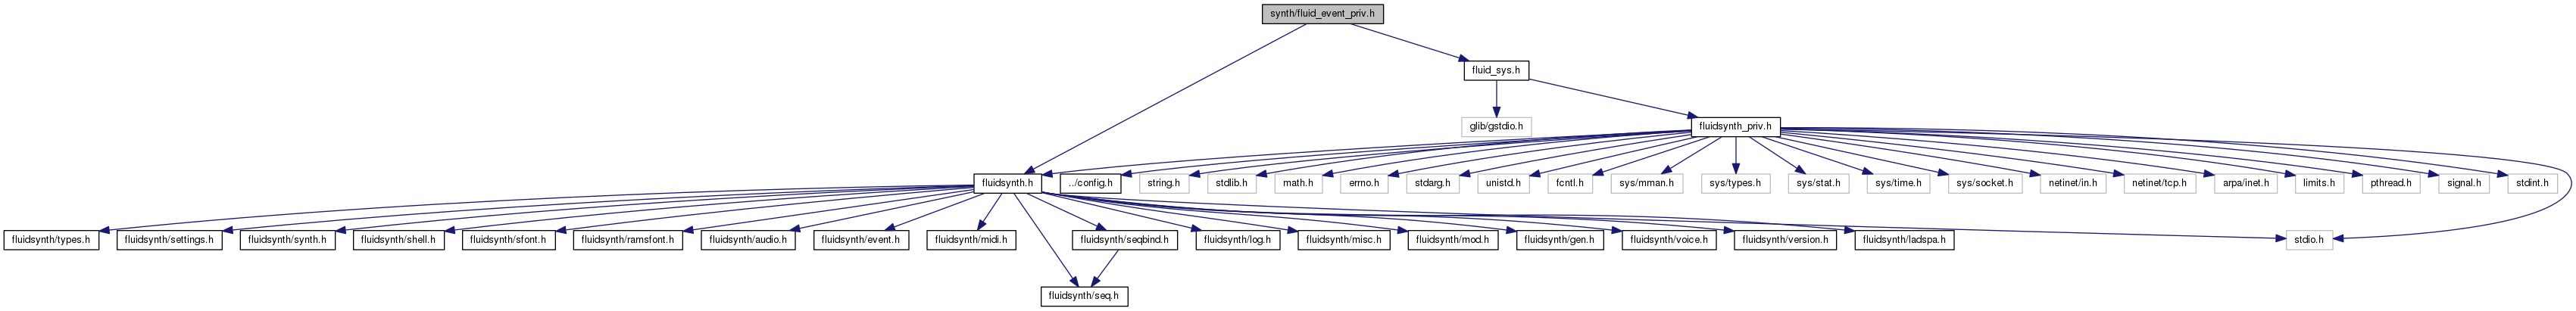 synth/fluid_event_priv.h
fluid_sys.h
glib/gstdio.h
fluidsynth_priv.h
fluidsynth.h
../config.h
string.h
stdlib.h
math.h
errno.h
stdarg.h
unistd.h
fcntl.h
sys/mman.h
sys/types.h
sys/stat.h
sys/time.h
sys/socket.h
netinet/in.h
netinet/tcp.h
arpa/inet.h
limits.h
pthread.h
signal.h
stdint.h
fluidsynth/types.h
fluidsynth/settings.h
fluidsynth/synth.h
fluidsynth/shell.h
fluidsynth/sfont.h
fluidsynth/ramsfont.h
fluidsynth/audio.h
fluidsynth/event.h
fluidsynth/midi.h
fluidsynth/seqbind.h
fluidsynth/log.h
fluidsynth/misc.h
fluidsynth/mod.h
fluidsynth/gen.h
fluidsynth/voice.h
fluidsynth/version.h
fluidsynth/ladspa.h
stdio.h
fluidsynth/seq.h